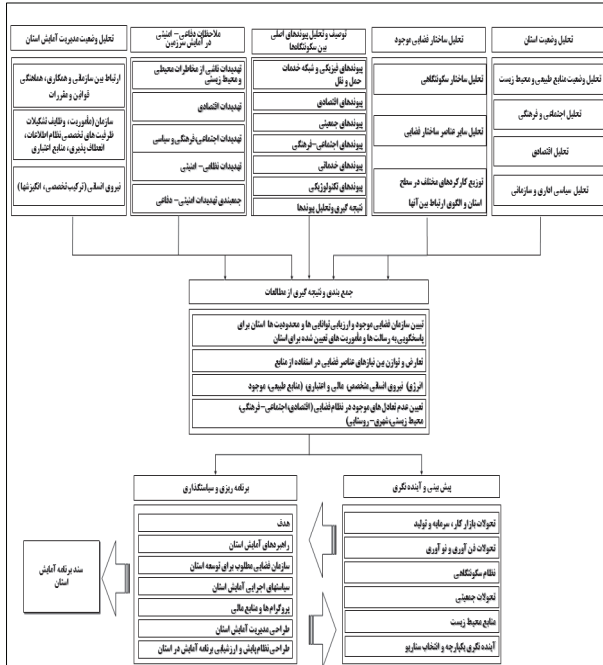 تحلیل وضعیت استان
تحلیل وضعیت منابع طبیعی و محیط زیست
تحلیل اجتماعی و فرهنگی
تحلیل اقتصادی
تحلیل سیاسی اداری و سازمانی
تحلیل ساختار فضایی موجود
تحلیل ساختار سکونتگاهی
تحلیل سایر عناصر ساختار فضایی
توزیع کارکردهای مختلف در سطح
استان و الگوی ارتباط بین آنها
توصیف و تحلیل پیوندهای اصلی
بین سکونتگاهها
پیوندهای فیزیکی و شبکه خدمات
حمل و نقل
پیوندهای اقتصادی
پیوندهای جمعیتی
پیوندهای اجتماعی-فرهنگی
پیوندهای خدماتی
پیوندهای تکنولوژیکی
نتیجه گیری و تحلیل پیوندها
ملاحظات دفاعی- امنیتی
در آمایش سرزمین
تهدیدات ناشی از مخاطرات محیطی
و محیط زیستی
تهدیدات اقتصادی
تهدیدات اجتماعی،فرهنگی و سیاسی
تهدیدات نظامی- امنیتی
جمعبندی تهدیدات امنیتی- دفاعی
تحلیل وضعیت مدیریت آمایش استان
ارتباط بین سازمانی و همکاری، هماهنگی
قوانین و مقررات
سازمان (مأموریت، وظایف تشکیلات
ظرفیت های تخصصی نظام اطلاعات،
انعطاف پذیری، منابع اعتباری
نیروی انسانی (ترکیب تخصصی، انگیزشها)
جمع بندی و نتیجه گیری از مطالعات
تبیین سازمان فضایی موجود و ارزیابی توانایی ها و محدودیت ها استان برای
پاسخگویی به رسالت ها و مأموریت های تعیین شده برای استان
تعارض و توازن بین نیازهای عناصر فضایی در استفاده از منابع
انرژی) نیروی انسانی متخصص، مالی و اعتباری، (منابع طبیعی، موجود
تعیین عدم تعادل های موجود در نظام فضایی (اقتصادی،اجتماعی-فرهنگی،
محیط زیستی،شهری-روستایی)
پیش بینی و آینده نگری
تحولات بازار کار ، سرمایه و تولید
تحولات فن آوری و نو آوری
نظام سکونتگاهی
تحولات جمعیتی
منابع محیط زیست
آینده نگری یکپارچه و انتخاب سناریو
برنامه ریزی و سیاستگذاری
هدف
راهبردهای آمایش استان
سازمان فضایی مطلوب برای توسعه استان
سیاستهای اجرایی آمایش استان
پروگرام ها و منابع مالی
طراحی مدیریت آمایش استان
طراحی نظام پایش و ارزشیابی برنامه آمایش در استان
سند برنامه آمایش
استان